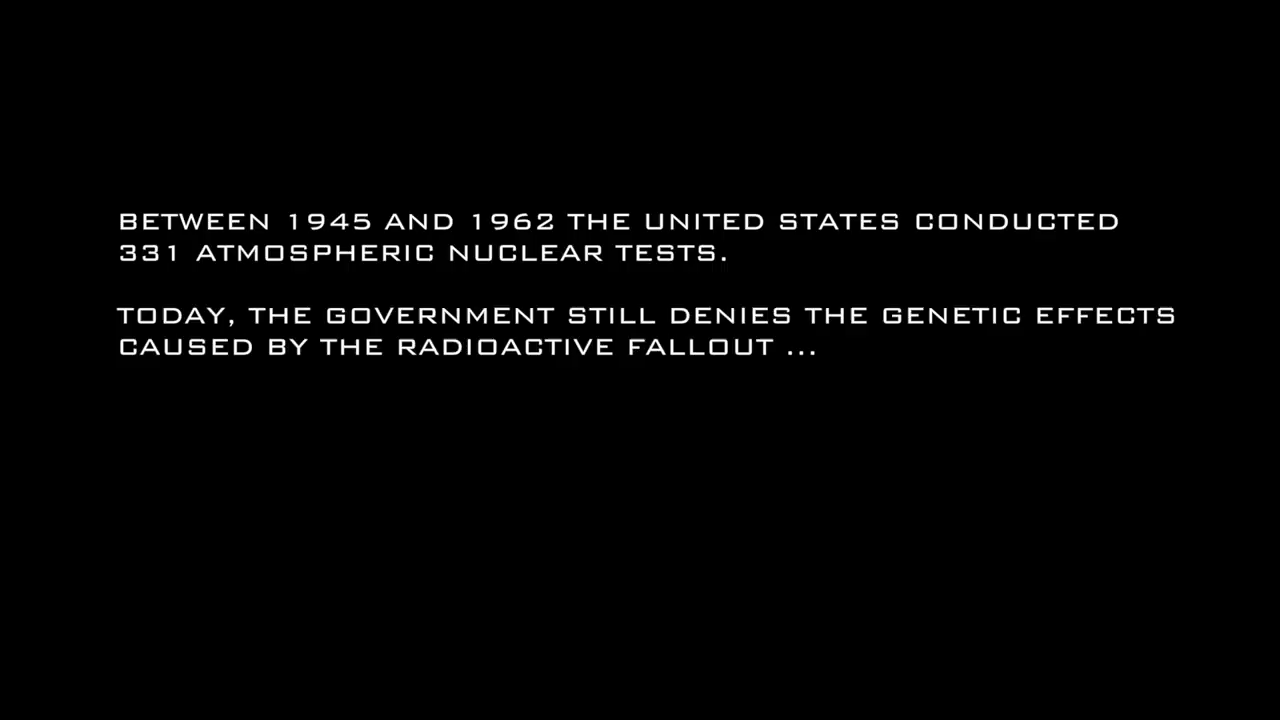 BETWEEN 1945 AND 1962 THE UNITED STATES CONDUCTED
331 ATMOSPHERIC NUCLEAR TESTS.
TODAY, THE GOVERNMENT STILL DENIES THE GENETIC EFFECTS
CAUSED BY THE RADIOACTIVE FALLOUT ...